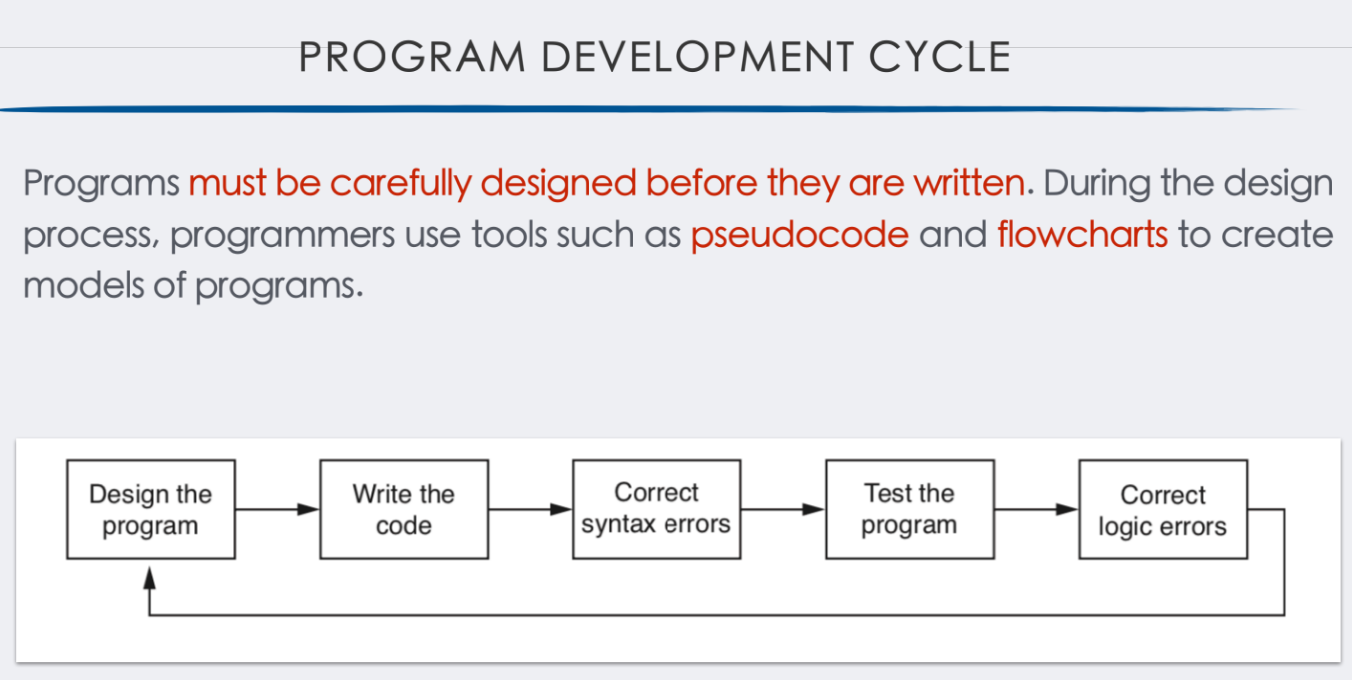 PROGRAM DEVELOPMENT CYCLE
Programs must be carefully designed before they are written. During the design
process, programmers use tools such as pseudocode and flowcharts to create
models of programs.
Design the
program
Write the
code
Correct
syntax errors
Test the
program
Correct
logic errors